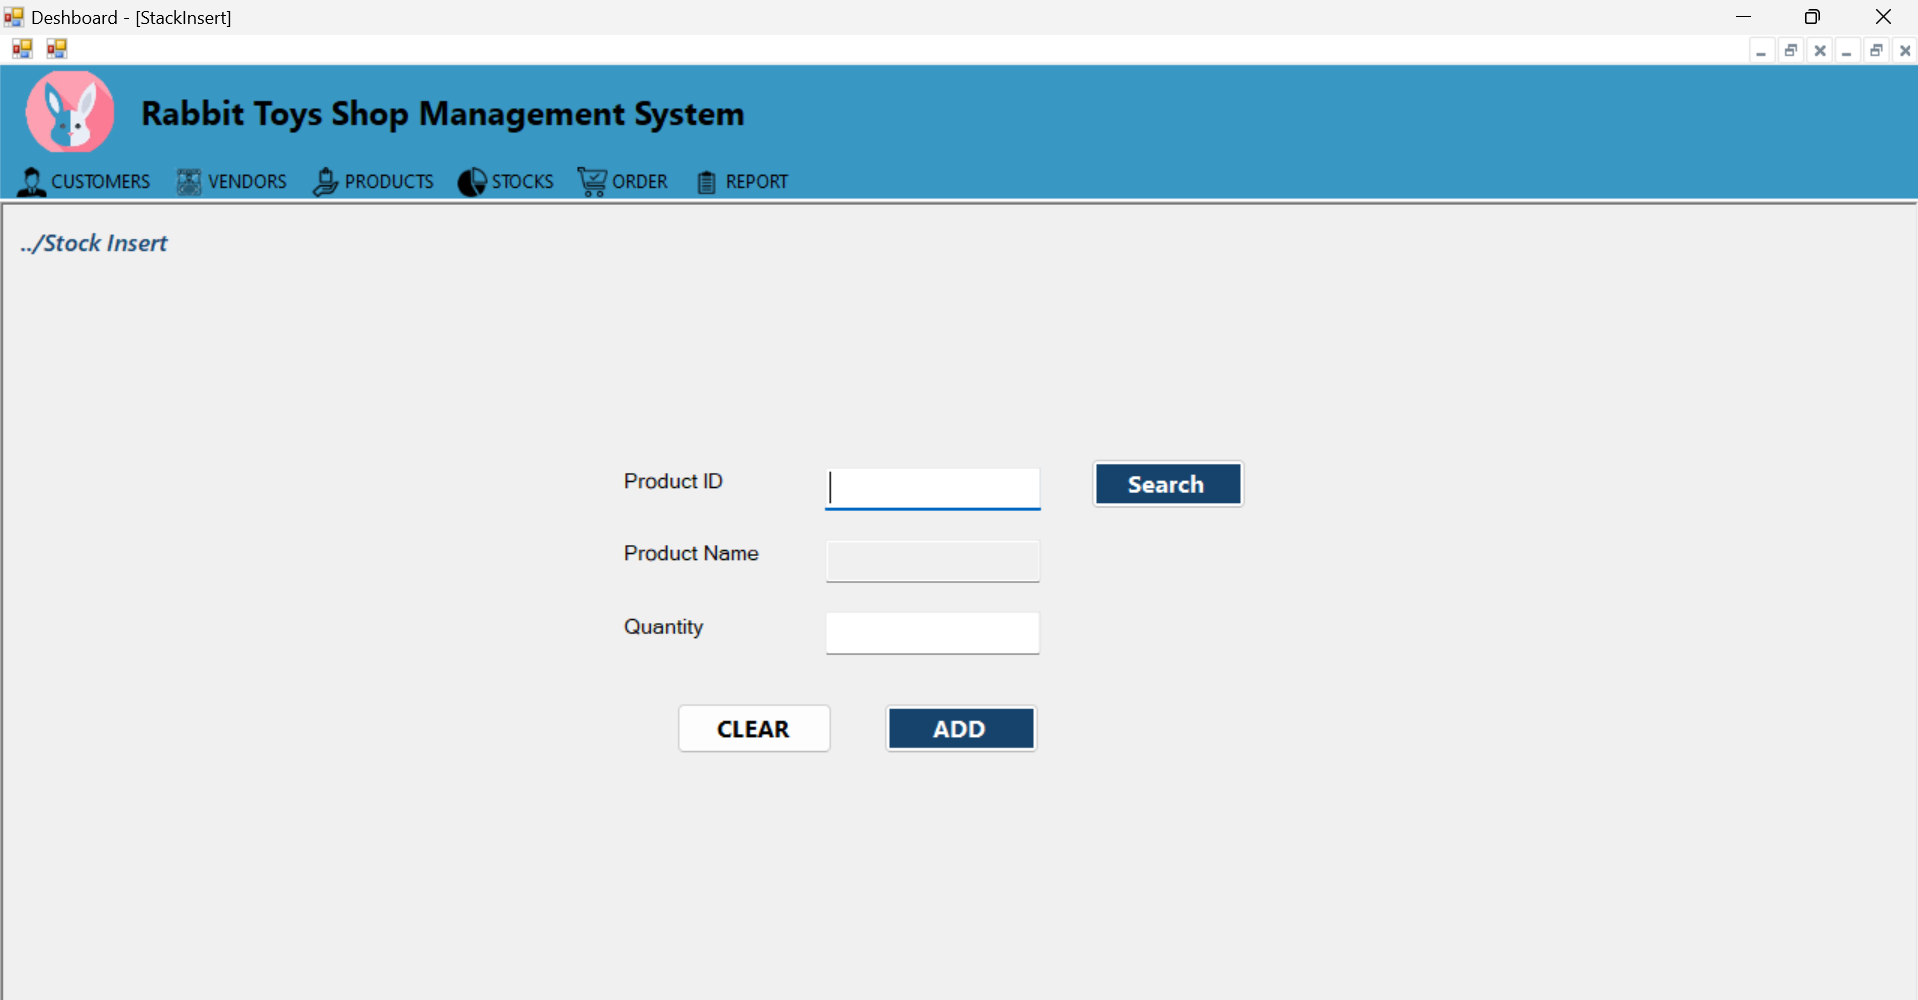 Deshboard - [StackInsert]
Rabbit Toys Shop Management System
CUSTOMERS VENDORS PRODUCTS STOCKS ORDER REPORT
../Stock Insert
Product ID Search
Product Name
Quantity
CLEAR ADD